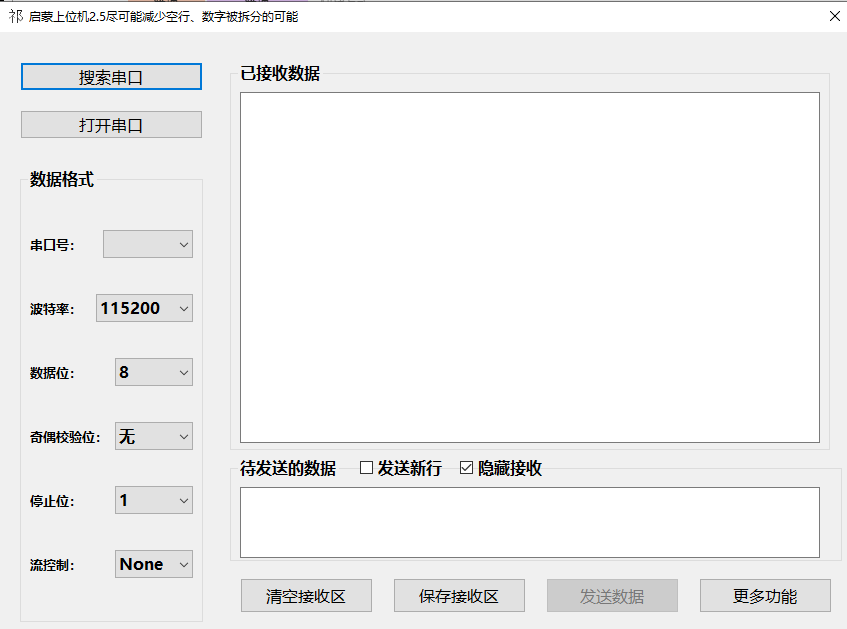 祁 启蒙上位机2.5尽可能减少空行、数字被拆分的可能
搜索串口
打开串口
数据格式
串口号：
波特率： 115200
数据位： 8
奇偶校验位： 无
停止位： 1
流控制： None
已接收数据
待发送的数据 发送新行 隐藏接收
清空接收区 保存接收区 发送数据 更多功能